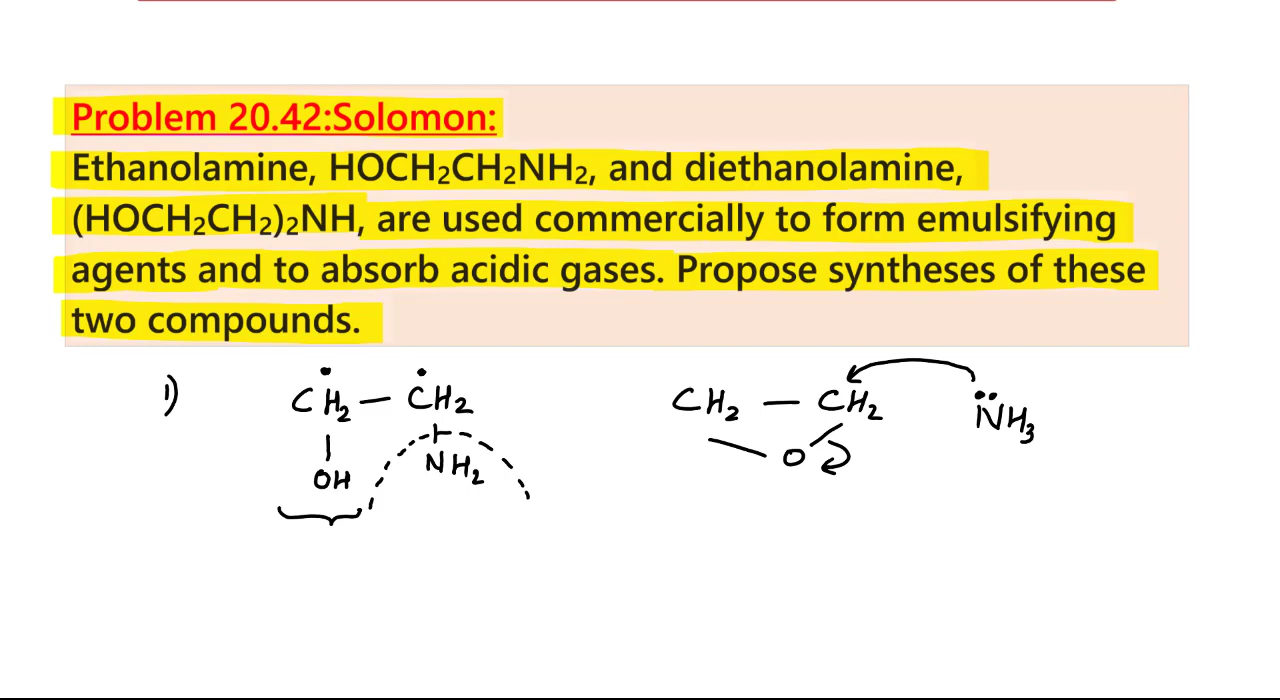 Problem 20.42:Solomon:
Ethanolamine, HOCH₂CH₂NH₂, and diethanolamine,
(HOCH₂CH₂)₂NH, are used commercially to form emulsifying
agents and to absorb acidic gases. Propose syntheses of these
two compounds.
1) CH₂ — CH₂ CH₂ — CH₂ N̈H₃
OH NH₂ O